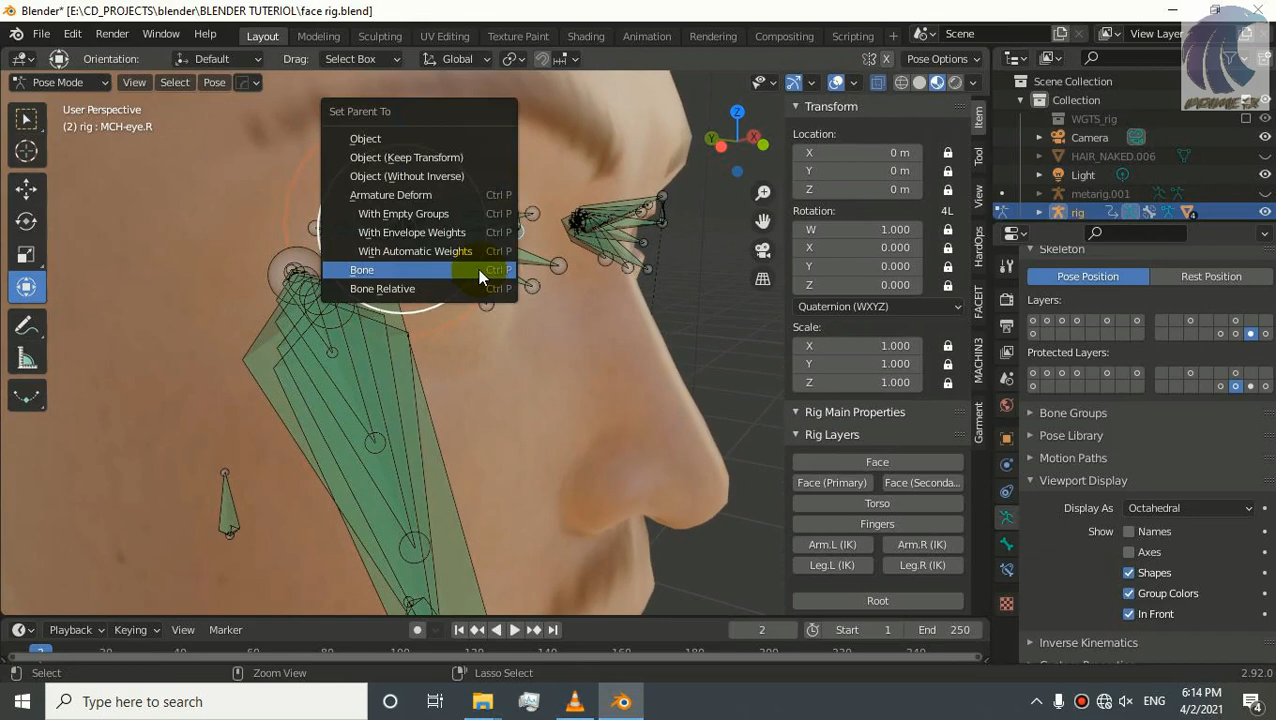 Blender* [E:\CD_PROJECTS\blender\BLENDER TUTERIOL\face rig.blend]
File Edit Render Window Help Layout Modeling Sculpting UV Editing Texture Paint Shading Animation Rendering Compositing Scripting + Scene View Layer
Orientation: Default Drag: Select Box Global X Pose Options
Pose Mode View Select Pose
User Perspective
(2) rig : MCH-eye.R
Set Parent To
Object
Object (Keep Transform)
Object (Without Inverse)
Armature Deform Ctrl P
With Empty Groups Ctrl P
With Envelope Weights Ctrl P
With Automatic Weights Ctrl P
Bone Ctrl P
Bone Relative Ctrl P
Z
Y
X
Transform
Location:
X 0 m
Y 0 m
Z 0 m
Rotation: 4L
W 1.000
X 0.000
Y 0.000
Z 0.000
Quaternion (WXYZ)
Scale:
X 1.000
Y 1.000
Z 1.000
Rig Main Properties
Rig Layers
Face
Face (Primary) Face (Seconda...
Torso
Fingers
Arm.L (IK) Arm.R (IK)
Leg.L (IK) Leg.R (IK)
Root
Item
Tool
View
HardOps
FACEIT
MACHIN3
Garment
Scene Collection
Collection
WGTS_rig
Camera
HAIR_NAKED.006
Light
metarig.001
rig 4
Skeleton
Pose Position Rest Position
Layers:
Protected Layers:
Bone Groups
Pose Library
Motion Paths
Viewport Display
Display As Octahedral
Show Names
Axes
Shapes
Group Colors
In Front
Inverse Kinematics
Playback Keying View Marker 2 Start 1 End 250
2
Select Zoom View Lasso Select 2.92.0
Type here to search
ENG
6:14 PM
4/2/2021
4